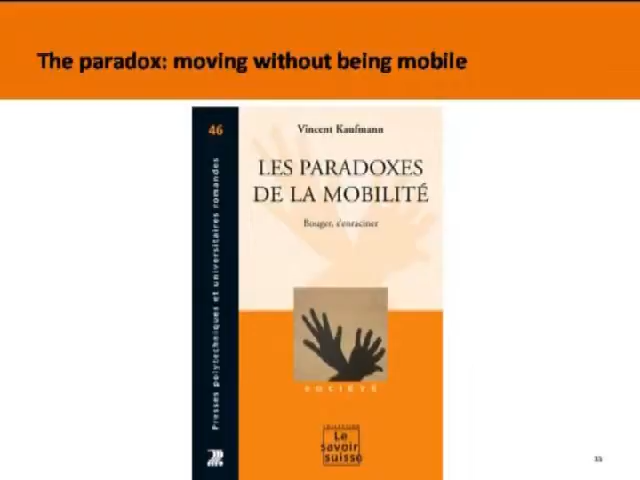 The paradox: moving without being mobile
46
Vincent Kaufmann
LES PARADOXES
DE LA MOBILITÉ
Bouger, s'enraciner
Presses polytechniques et universitaires romandes
SOCIÉTÉ
Le
savoir
suisse